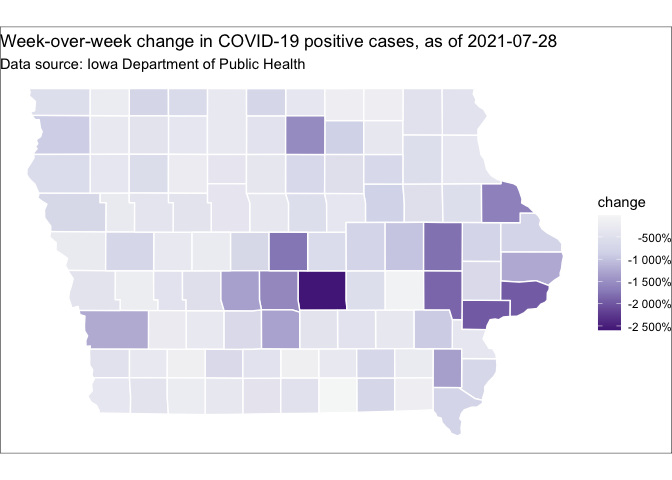 Week-over-week change in COVID-19 positive cases, as of 2021-07-28
Data source: Iowa Department of Public Health
change
-500%
-1 000%
-1 500%
-2 000%
-2 500%